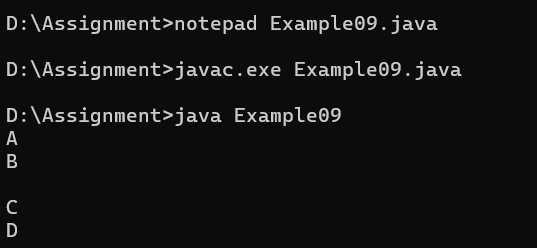 D:\Assignment>notepad Example09.java
D:\Assignment>javac.exe Example09.java
D:\Assignment>java Example09
A
B
C
D